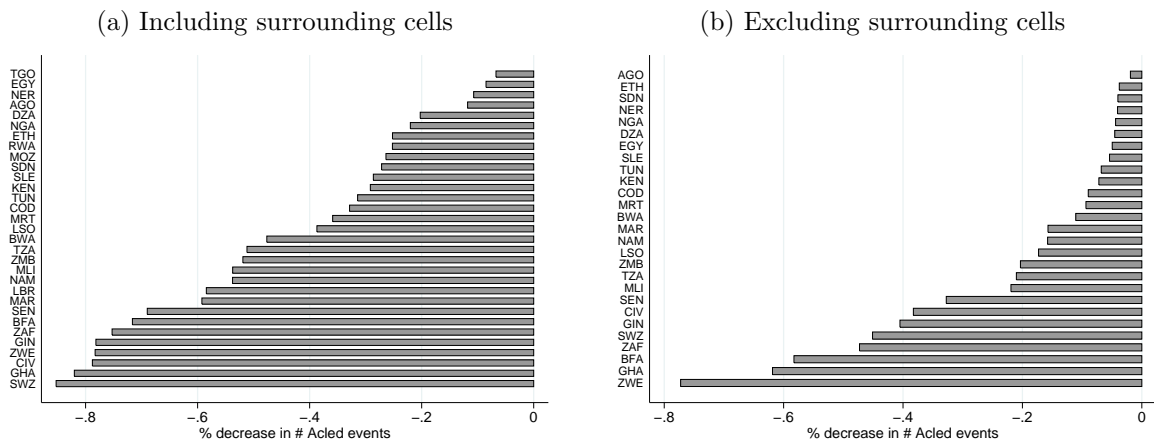 (a) Including surrounding cells
TGO
EGY
NER
AGO
DZA
NGA
ETH
RWA
MOZ
SDN
SLE
KEN
TUN
COD
MRT
LSO
BWA
TZA
ZMB
MLI
NAM
LBR
MAR
SEN
BFA
ZAF
GIN
ZWE
CIV
GHA
SWZ
-.8 -.6 -.4 -.2 0
% decrease in # Acled events
(b) Excluding surrounding cells
AGO
ETH
SDN
NER
NGA
DZA
EGY
SLE
TUN
KEN
COD
MRT
BWA
MAR
NAM
LSO
ZMB
TZA
MLI
SEN
CIV
GIN
SWZ
ZAF
BFA
GHA
ZWE
-.8 -.6 -.4 -.2 0
% decrease in # Acled events